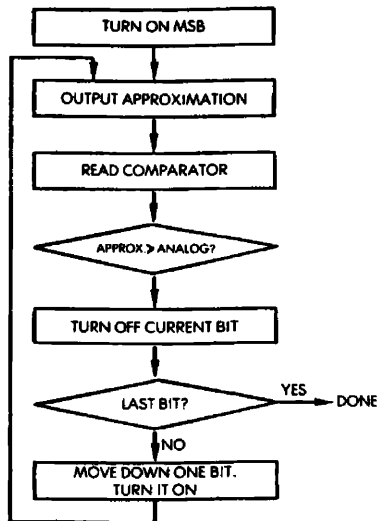 TURN ON MSB
OUTPUT APPROXIMATION
READ COMPARATOR
APPROX.> ANALOG?
TURN OFF CURRENT BIT
LAST BIT?
YES
DONE
NO
MOVE DOWN ONE BIT.
TURN IT ON